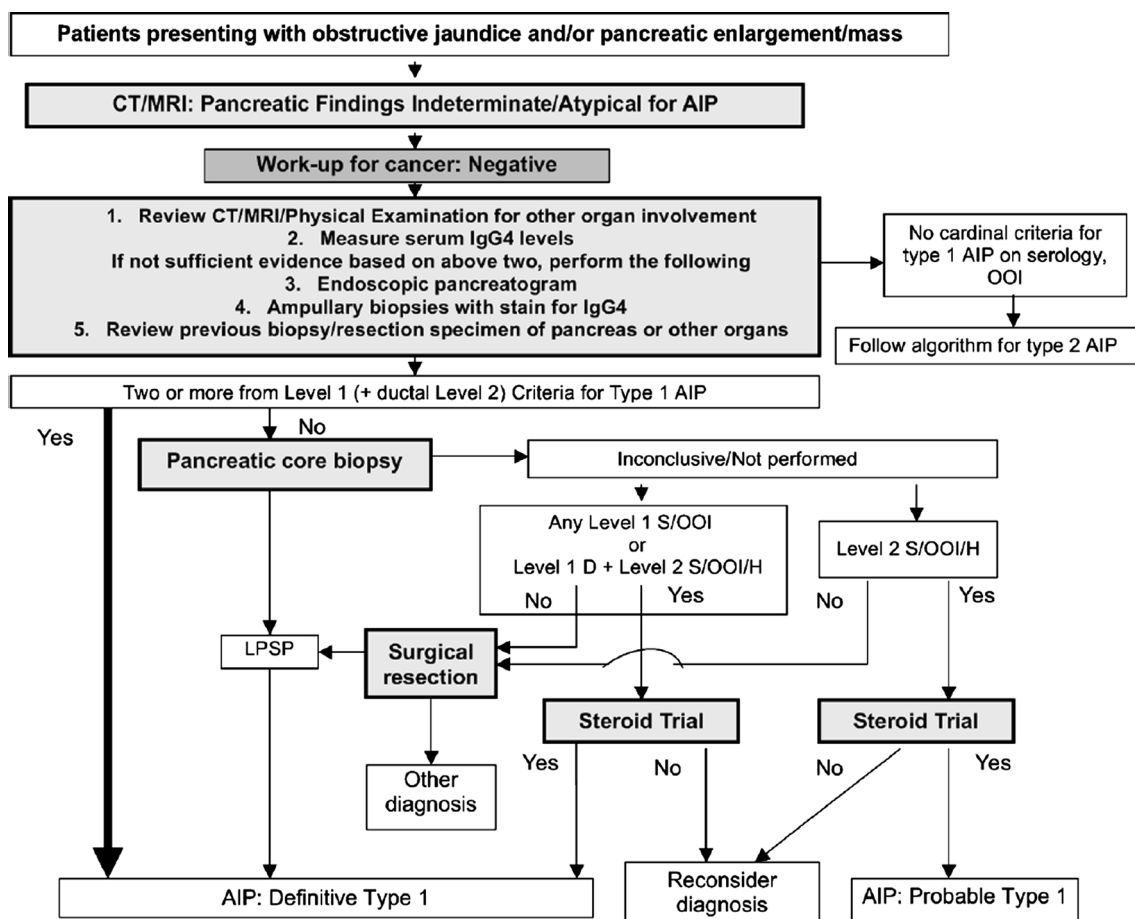 Patients presenting with obstructive jaundice and/or pancreatic enlargement/mass
CT/MRI: Pancreatic Findings Indeterminate/Atypical for AIP
Work-up for cancer: Negative
1. Review CT/MRI/Physical Examination for other organ involvement
2. Measure serum IgG4 levels
If not sufficient evidence based on above two, perform the following
3. Endoscopic pancreatogram
4. Ampullary biopsies with stain for IgG4
5. Review previous biopsy/resection specimen of pancreas or other organs
No cardinal criteria for
type 1 AIP on serology,
OOI
Follow algorithm for type 2 AIP
Two or more from Level 1 (+ ductal Level 2) Criteria for Type 1 AIP
Yes
No
Pancreatic core biopsy
Inconclusive/Not performed
Any Level 1 S/OOI
or
Level 1 D + Level 2 S/OOI/H
Level 2 S/OOI/H
No
Yes
No
Yes
LPSP
Surgical
resection
Steroid Trial
Steroid Trial
Other
diagnosis
Yes
No
No
Yes
AIP: Definitive Type 1
Reconsider
diagnosis
AIP: Probable Type 1